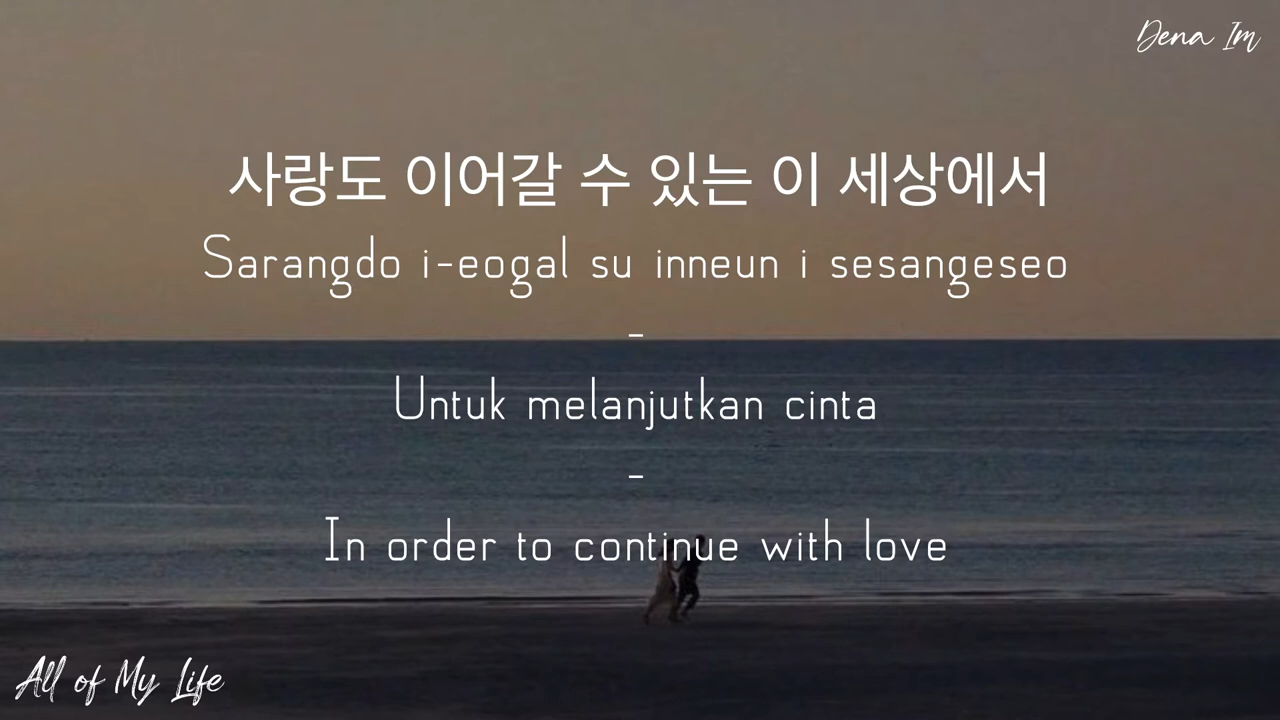 Dena Im
사랑도 이어갈 수 있는 이 세상에서
Sarangdo i-eogal su inneun i sesangeseo
-
Untuk melanjutkan cinta
-
In order to continue with love
All of My Life